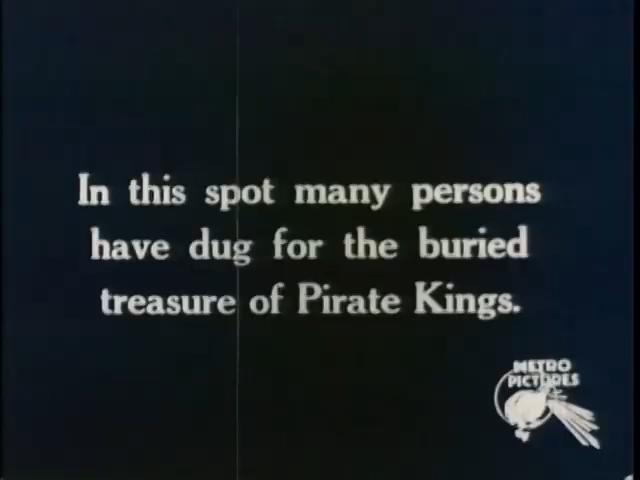 In this spot many persons
have dug for the buried
treasure of Pirate Kings.
METRO
PICTURES